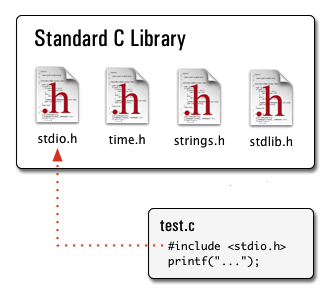 Standard C Library
.h .h .h .h
stdio.h time.h strings.h stdlib.h
test.c
#include <stdio.h>
printf("...");